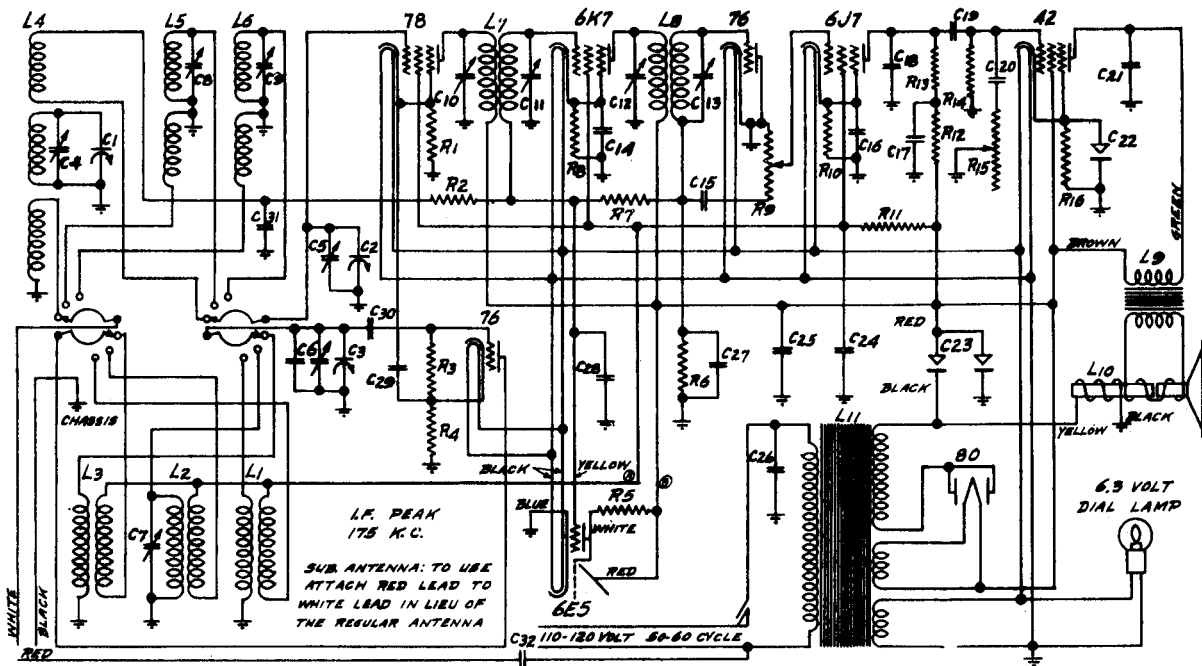 L4
L5
L6
78
L7
6K7
L8
76
6J7
C19
42
C8
C9
C10
C11
C12
C13
C18
R13
C20
C21
C4
C1
R1
R8
C14
R10
C16
C17
R14
R12
R15
C22
R2
R7
C15
R9
R16
GREEN
C31
R11
C5
C2
BROWN
L9
C30
76
RED
C6
C3
C29
R3
C28
R6
C27
C25
C24
C23
L10
BLACK
BLACK
CHASSIS
R4
YELLOW
L11
L3
L2
L1
BLACK
YELLOW
A
B
C26
80
BLUE
R5
6.3 VOLT
DIAL LAMP
C7
I.F. PEAK
175 K.C.
WHITE
SUB. ANTENNA: TO USE
ATTACH RED LEAD TO
WHITE LEAD IN LIEU OF
THE REGULAR ANTENNA
RED
6E5
WHITE
BLACK
RED
C32
110-120 VOLT 50-60 CYCLE